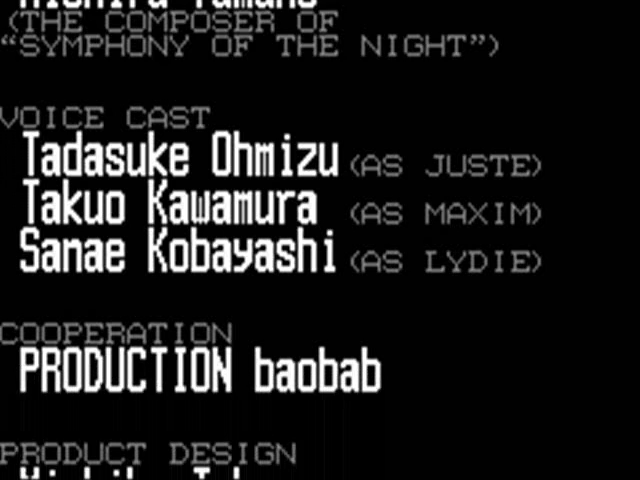 (THE COMPOSER OF
“SYMPHONY OF THE NIGHT”)
VOICE CAST
Tadasuke Ohmizu (AS JUSTE)
Takuo Kawamura (AS MAXIM)
Sanae Kobayashi (AS LYDIE)
COOPERATION
PRODUCTION baobab
PRODUCT DESIGN